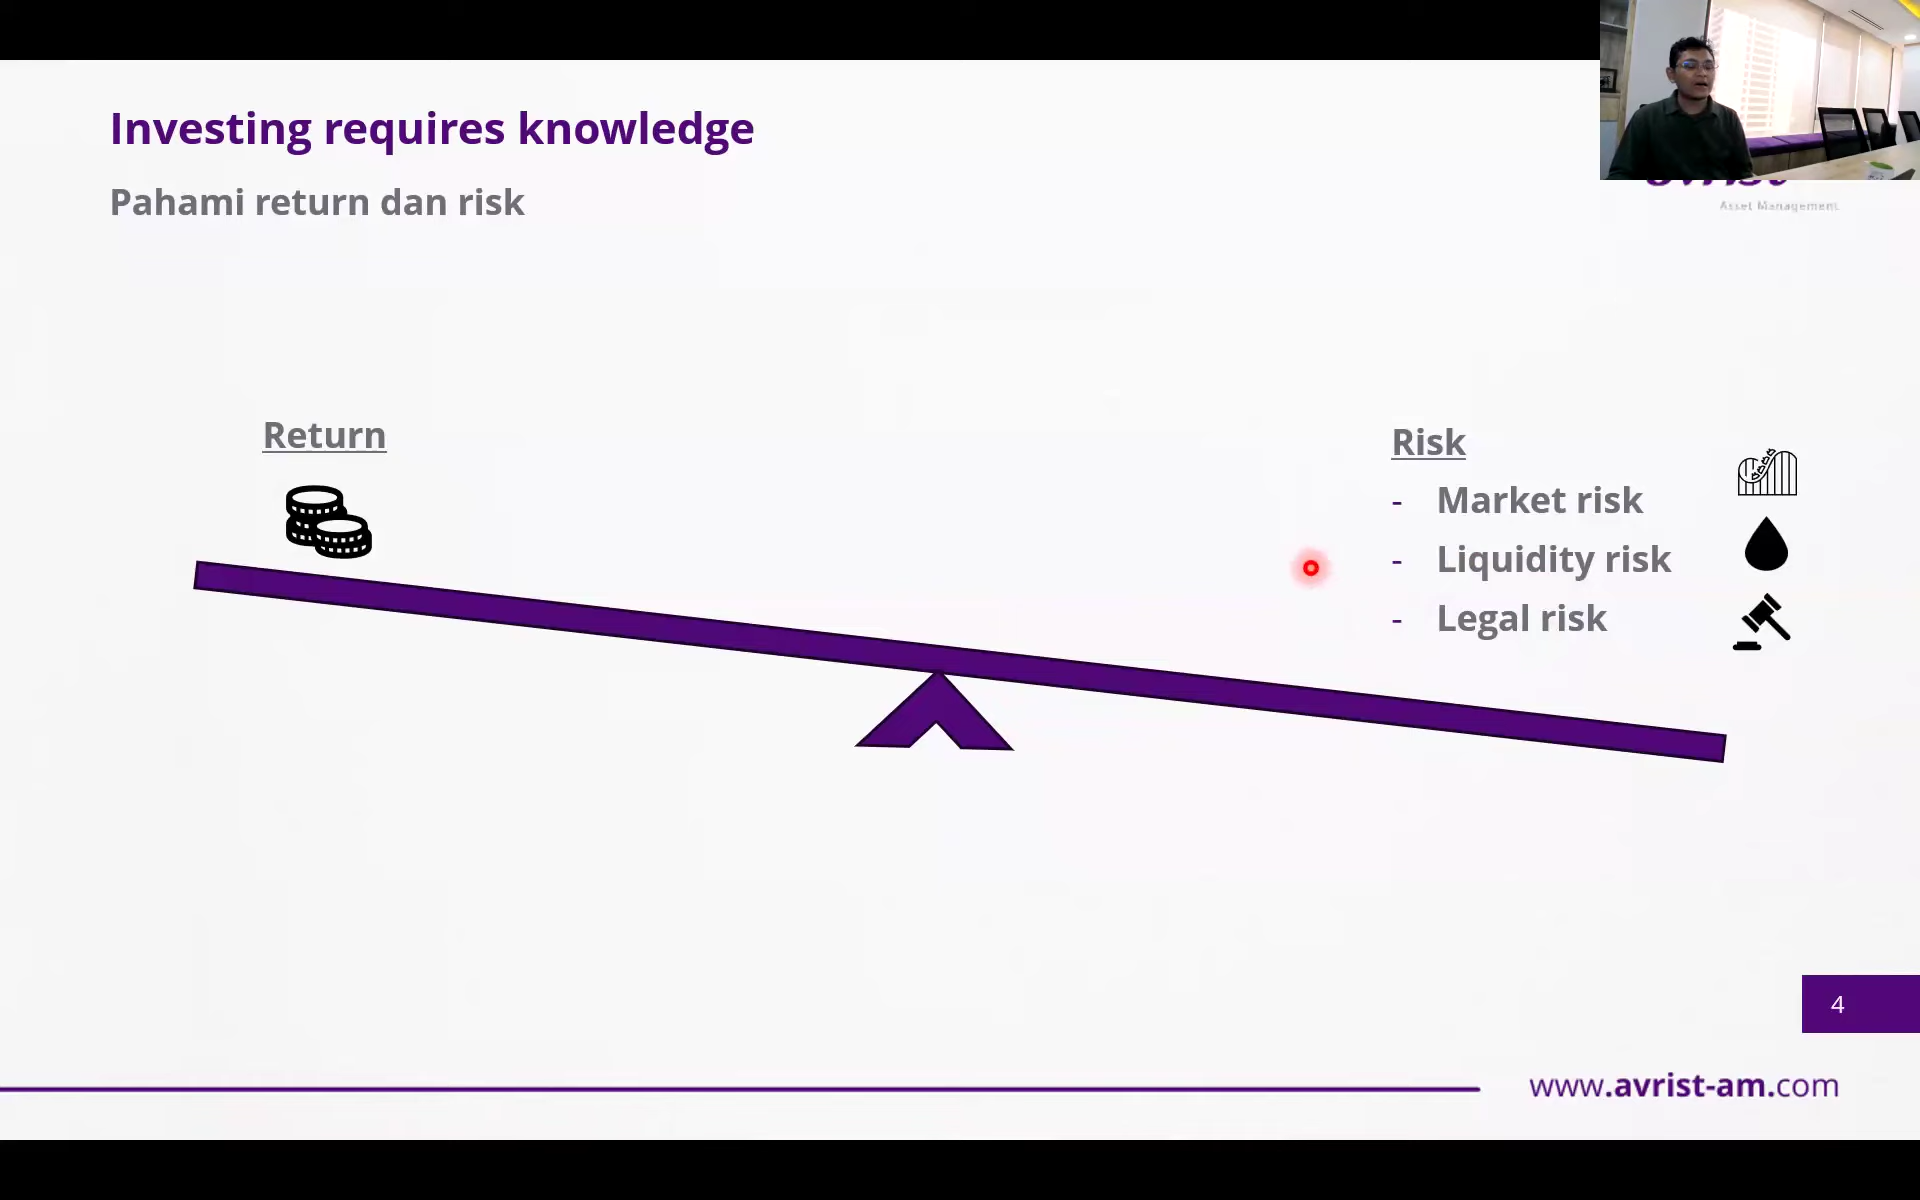 Investing requires knowledge
Pahami return dan risk
Asset Management
Return
Risk
- Market risk
- Liquidity risk
- Legal risk
4
www.avrist-am.com